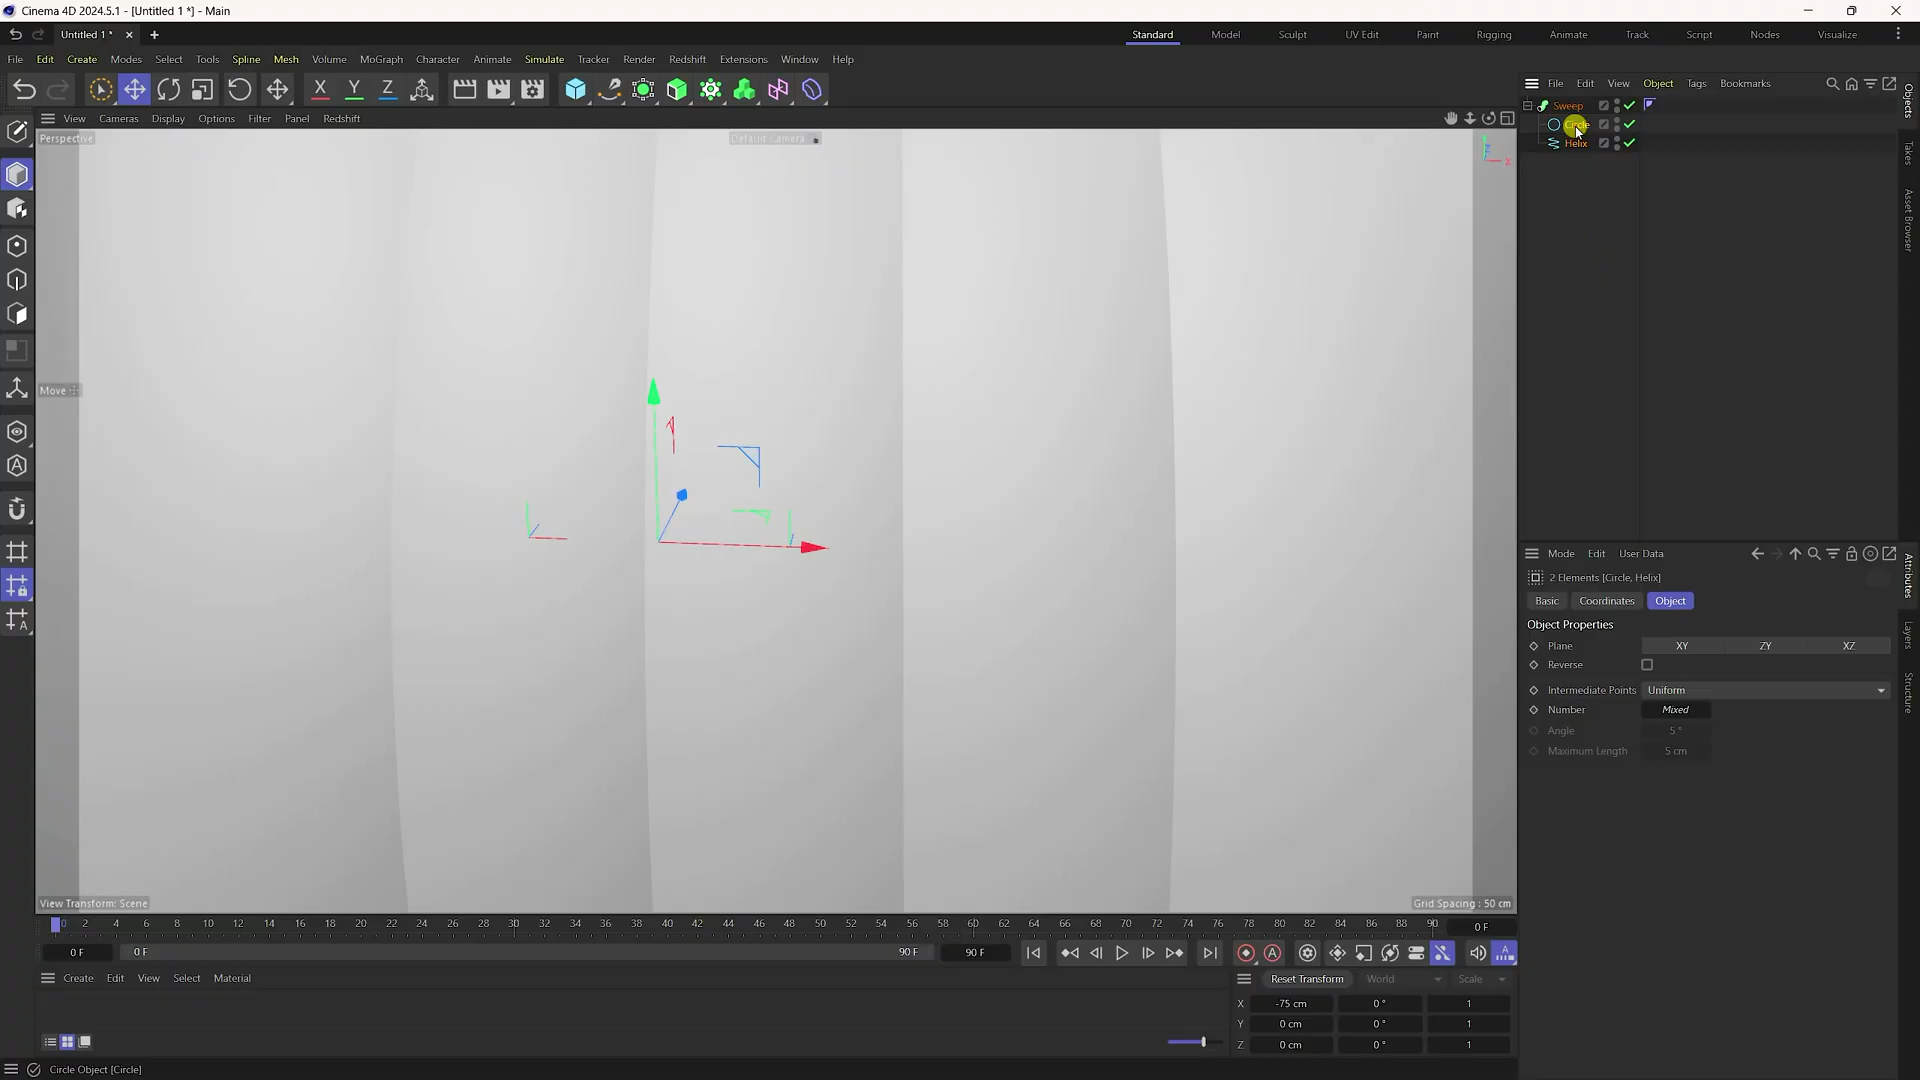 Cinema 4D 2024.5.1 - [Untitled 1 *] - Main
Untitled 1 *
Standard Model Sculpt UV Edit Paint Rigging Animate Track Script Nodes Visualize
File Edit Create Modes Select Tools Spline Mesh Volume MoGraph Character Animate Simulate Tracker Render Redshift Extensions Window Help
X Y Z
File Edit View Object Tags Bookmarks
View Cameras Display Options Filter Panel Redshift
Perspective
Default Camera
Sweep
Circle
Helix
Objects
Takes
Asset Browser
Move
Mode Edit User Data
2 Elements [Circle, Helix]
Basic Coordinates Object
Object Properties
Plane XY ZY XZ
Reverse
Intermediate Points Uniform
Number Mixed
Angle 5 °
Maximum Length 5 cm
Attributes
Layers
Structure
View Transform: Scene
Grid Spacing : 50 cm
0 2 4 6 8 10 12 14 16 18 20 22 24 26 28 30 32 34 36 38 40 42 44 46 48 50 52 54 56 58 60 62 64 66 68 70 72 74 76 78 80 82 84 86 88 90 0 F
0 F 0 F 90 F 90 F
Create Edit View Select Material
Reset Transform World Scale
X -75 cm 0 ° 1
Y 0 cm 0 ° 1
Z 0 cm 0 ° 1
Circle Object [Circle]